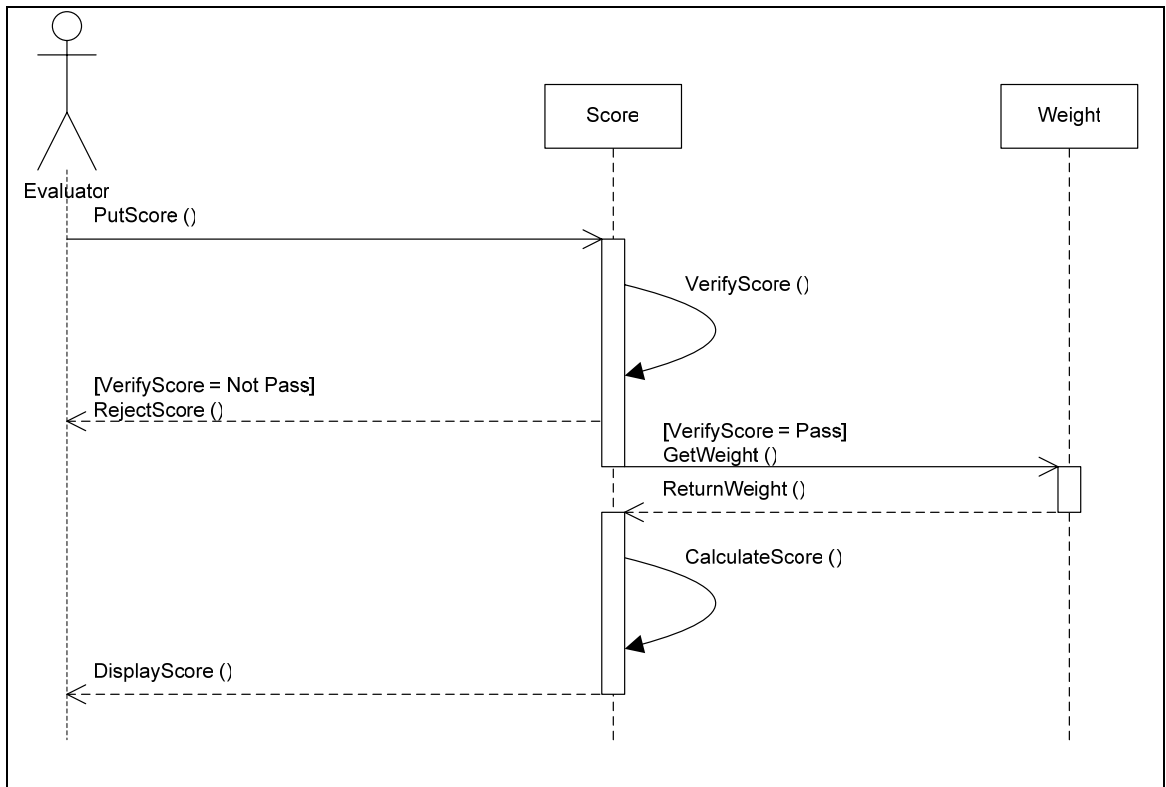 Score
Weight
Evaluator
PutScore ()
VerifyScore ()
[VerifyScore = Not Pass]
RejectScore ()
[VerifyScore = Pass]
GetWeight ()
ReturnWeight ()
CalculateScore ()
DisplayScore ()